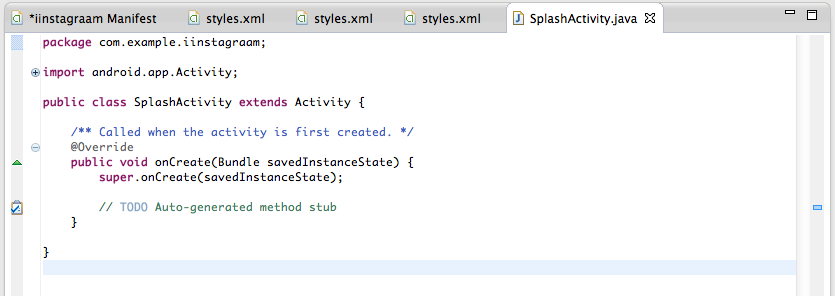 *iinstagraam Manifest styles.xml styles.xml styles.xml SplashActivity.java
package com.example.iinstagraam;
import android.app.Activity;
public class SplashActivity extends Activity {
/** Called when the activity is first created. */
@Override
public void onCreate(Bundle savedInstanceState) {
super.onCreate(savedInstanceState);
// TODO Auto-generated method stub
}
}